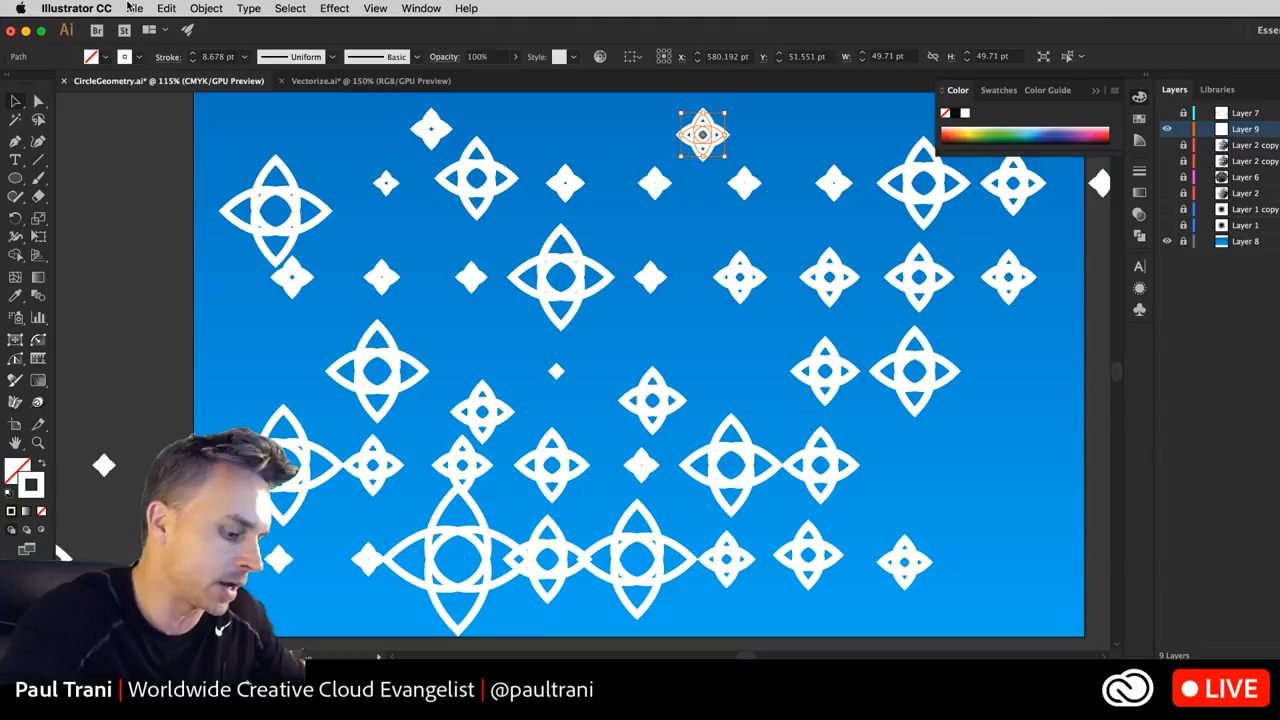 Illustrator CC File Edit Object Type Select Effect View Window Help
Ai Br St Esse
Path Stroke: 8.678 pt Uniform Basic Opacity: 100% Style: X: 580.192 pt Y: 51.551 pt W: 49.71 pt H: 49.71 pt
CircleGeometry.ai* @ 115% (CMYK/GPU Preview) Vectorize.ai* @ 150% (RGB/GPU Preview)
Color Swatches Color Guide
Layers Libraries
Layer 7
Layer 9
Layer 2 copy
Layer 2 copy
Layer 6
Layer 2
Layer 1 copy
Layer 1
Layer 8
9 Layers
Paul Trani | Worldwide Creative Cloud Evangelist | @paultrani
LIVE